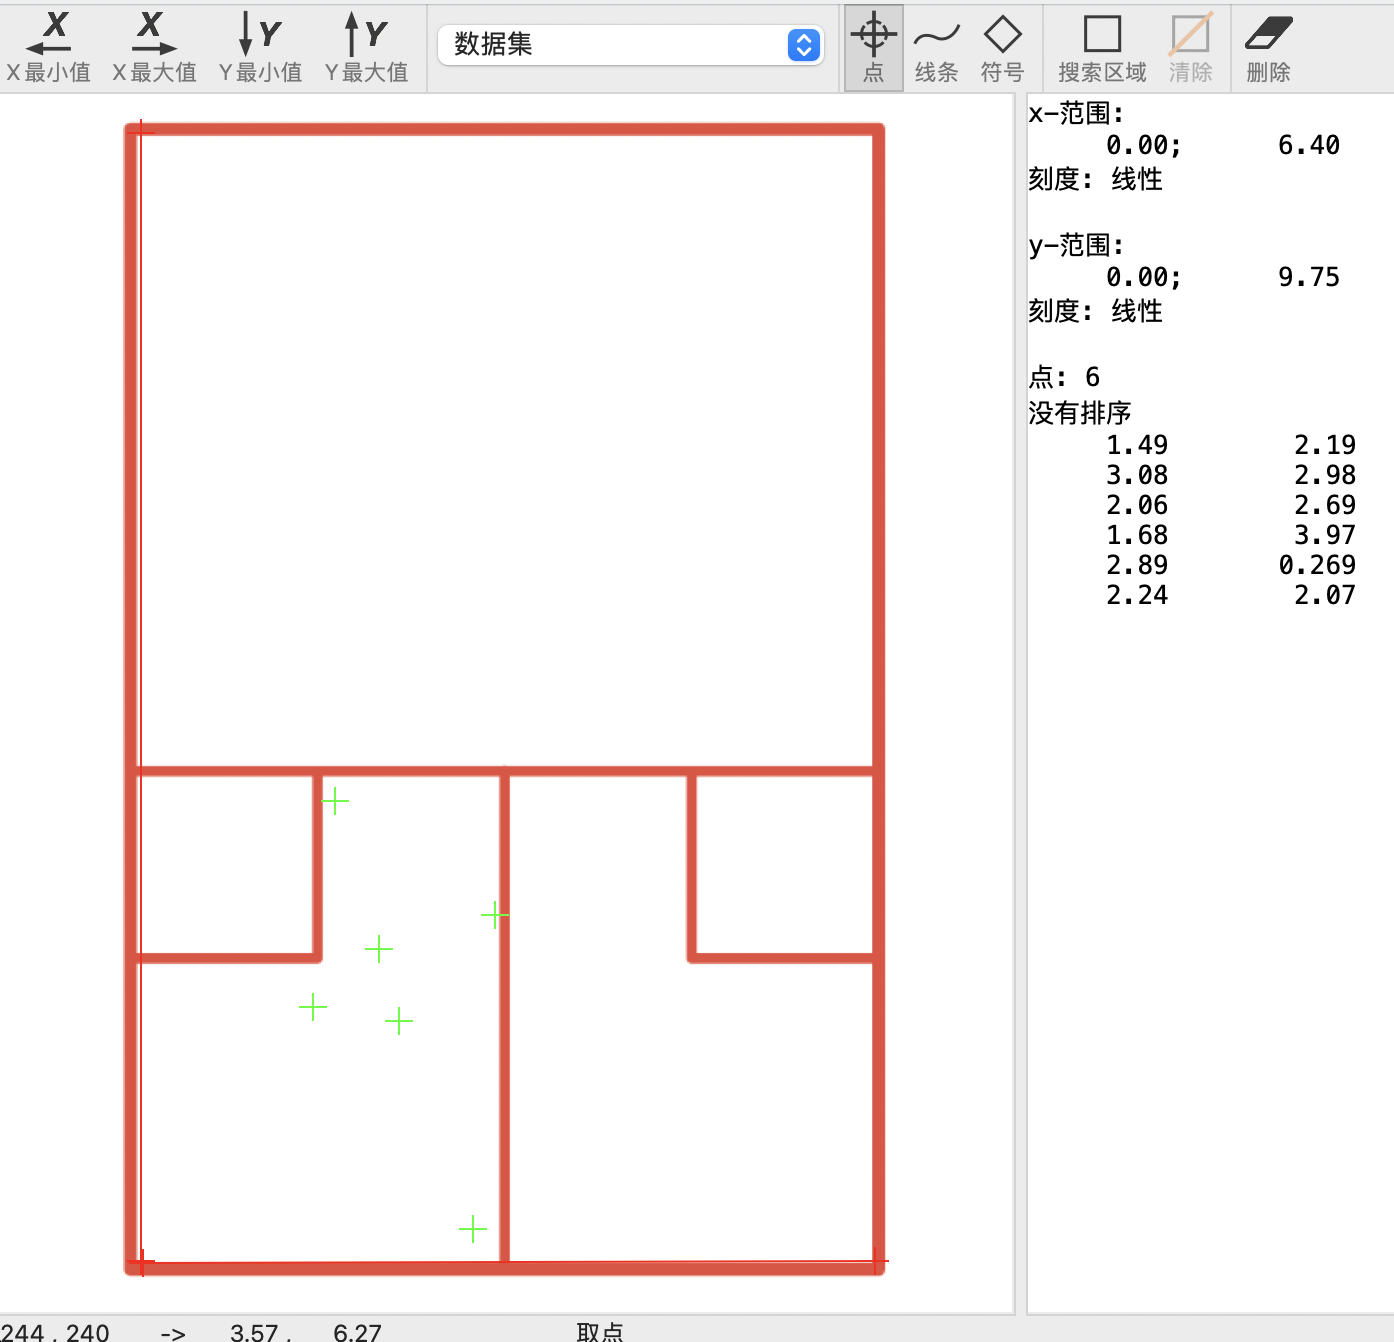 X X Y Y
X 最小值 X 最大值 Y 最小值 Y 最大值 数据集 点 线条 符号 搜索区域 清除 删除
x-范围:
0.00; 6.40
刻度: 线性
y-范围:
0.00; 9.75
刻度: 线性
点: 6
没有排序
1.49 2.19
3.08 2.98
2.06 2.69
1.68 3.97
2.89 0.269
2.24 2.07
244 , 240 -> 3.57 , 6.27 取点